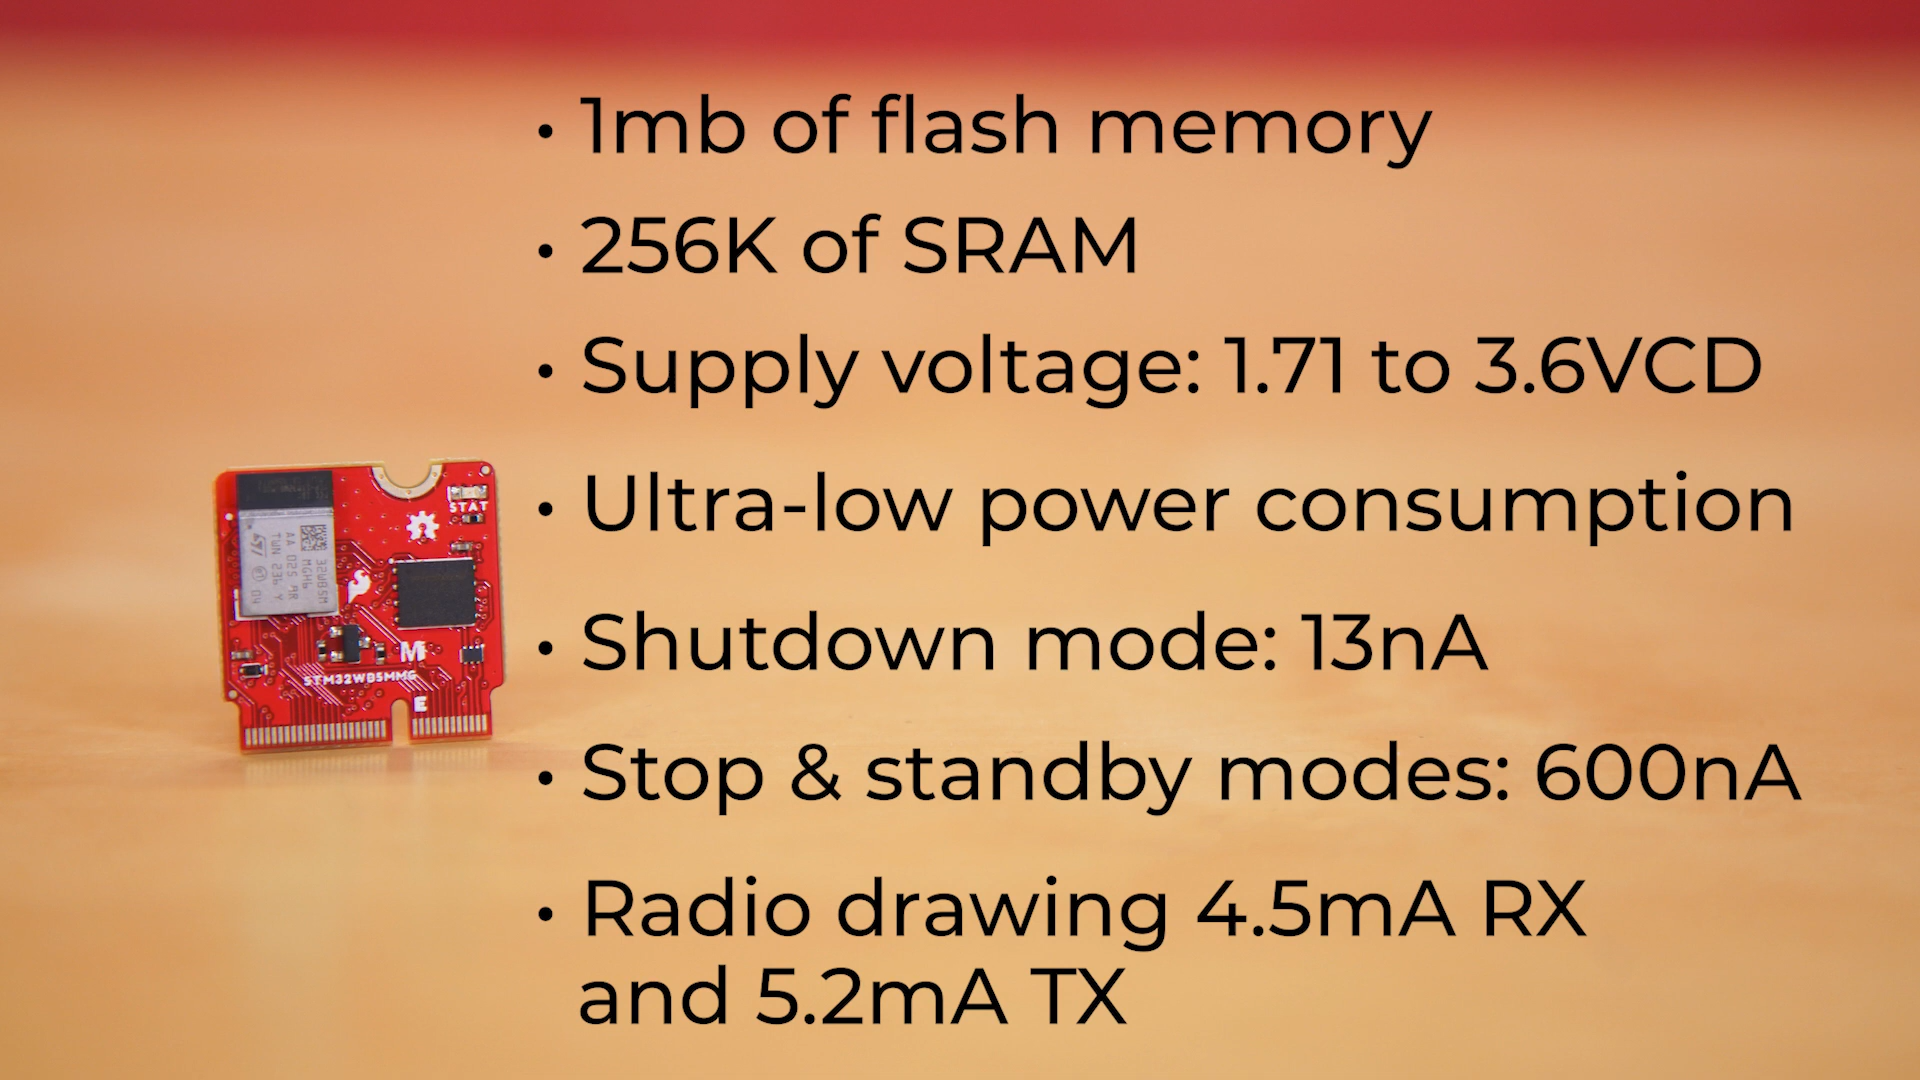 • 1mb of flash memory
• 256K of SRAM
• Supply voltage: 1.71 to 3.6VCD
• Ultra-low power consumption
• Shutdown mode: 13nA
• Stop & standby modes: 600nA
• Radio drawing 4.5mA RX
and 5.2mA TX
STAT
M
STM32WB5MMG
E